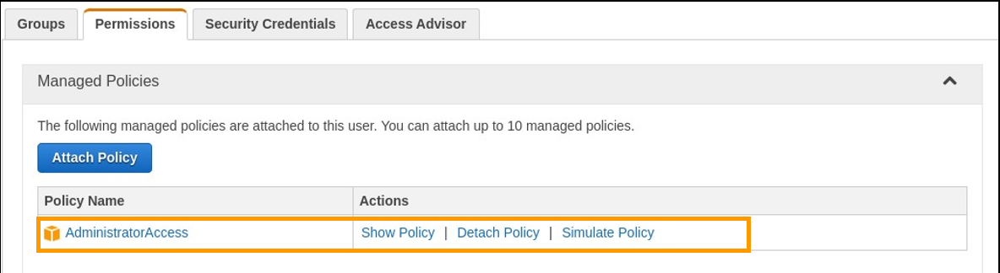 Groups Permissions Security Credentials Access Advisor
Managed Policies
The following managed policies are attached to this user. You can attach up to 10 managed policies.
Attach Policy
Policy Name Actions
AdministratorAccess Show Policy | Detach Policy | Simulate Policy